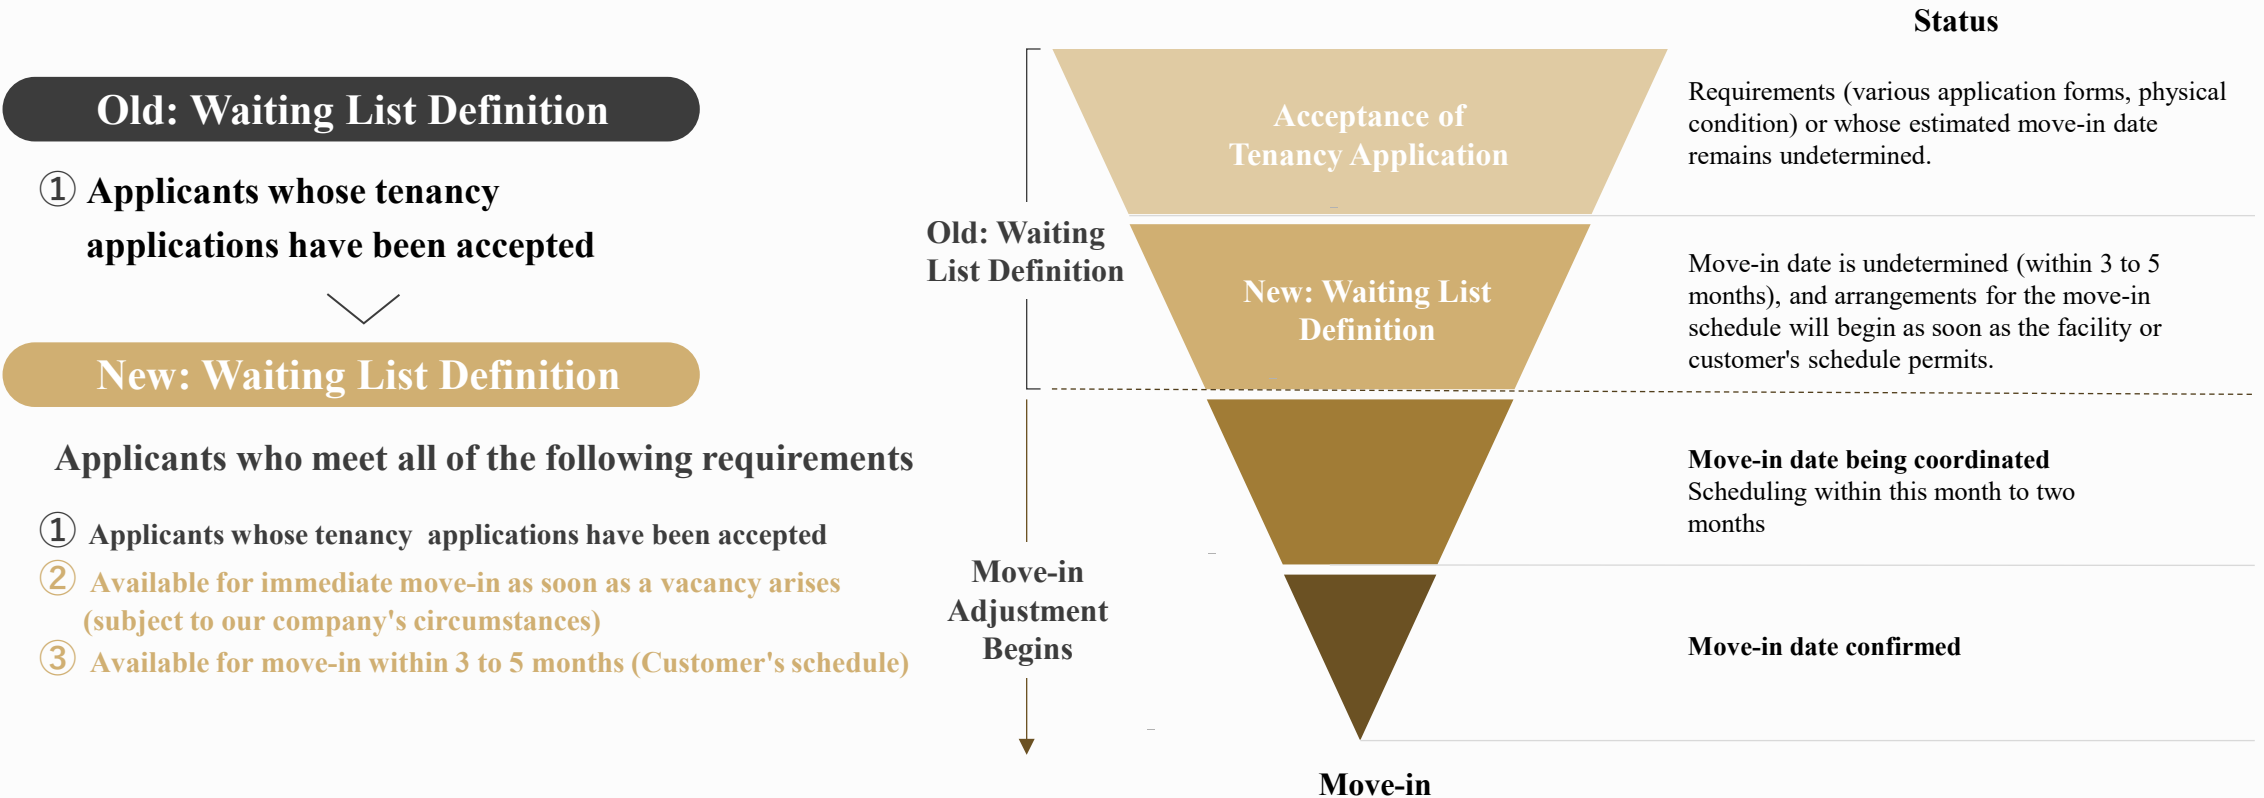 Old: Waiting List Definition
① Applicants whose tenancy
applications have been accepted
New: Waiting List Definition
Applicants who meet all of the following requirements
① Applicants whose tenancy applications have been accepted
② Available for immediate move-in as soon as a vacancy arises
(subject to our company's circumstances)
③ Available for move-in within 3 to 5 months (Customer's schedule)
Old: Waiting
List Definition
Move-in
Adjustment
Begins
Acceptance of
Tenancy Application
New: Waiting List
Definition
Move-in
Status
Requirements (various application forms, physical
condition) or whose estimated move-in date
remains undetermined.
Move-in date is undetermined (within 3 to 5
months), and arrangements for the move-in
schedule will begin as soon as the facility or
customer's schedule permits.
Move-in date being coordinated
Scheduling within this month to two
months
Move-in date confirmed